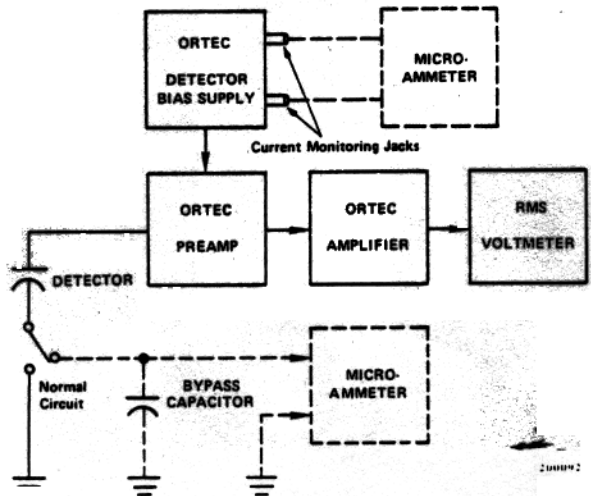 ORTEC
DETECTOR
BIAS SUPPLY
MICRO-
AMMETER
Current Monitoring Jacks
ORTEC
PREAMP
ORTEC
AMPLIFIER
RMS
VOLTMETER
DETECTOR
Normal
Circuit
BYPASS
CAPACITOR
MICRO-
AMMETER
200092